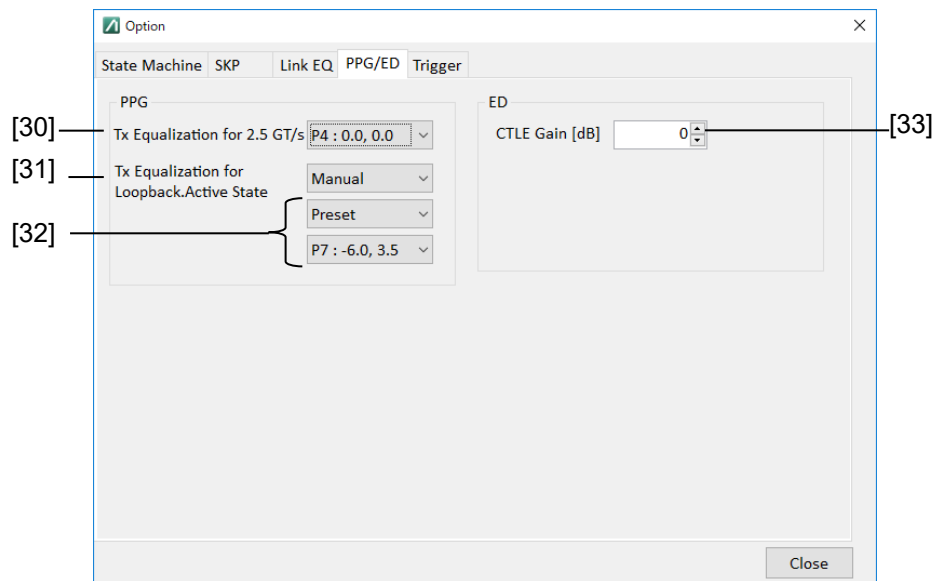 Option
State Machine SKP Link EQ PPG/ED Trigger
PPG
[30] Tx Equalization for 2.5 GT/s P4 : 0.0, 0.0
[31] Tx Equalization for
Loopback.Active State
Manual
[32] Preset
P7 : -6.0, 3.5
ED
CTLE Gain [dB] 0 [33]
Close